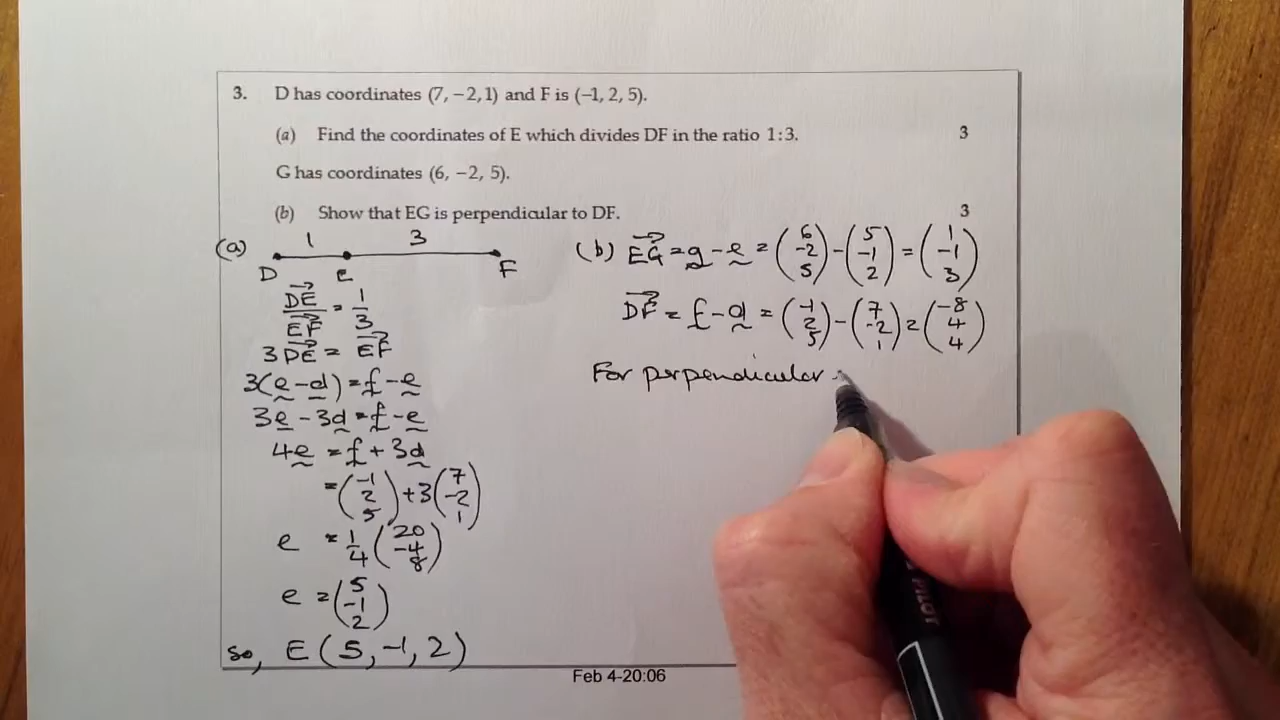 3. D has coordinates (7, −2, 1) and F is (−1, 2, 5).
(a) Find the coordinates of E which divides DF in the ratio 1:3. 3
G has coordinates (6, −2, 5).
(b) Show that EG is perpendicular to DF. 3
(a) 1 3
D E F
DE/EF = 1/3
3DE = EF
3(e - d) = f - e
3e - 3d = f - e
4e = f + 3d
= (-1 2 5) + 3(7 -2 1)
e = 1/4 (20 -4 8)
e = (5 -1 2)
so, E(5, -1, 2)
(b) EG = g - e = (6 -2 5) - (5 -1 2) = (1 -1 3)
DF = f - d = (-1 2 5) - (7 -2 1) = (-8 4 4)
For perpendicular
PILOT
Feb 4-20:06